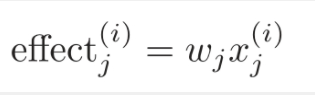 effect_j^{(i)} = w_j x_j^{(i)}